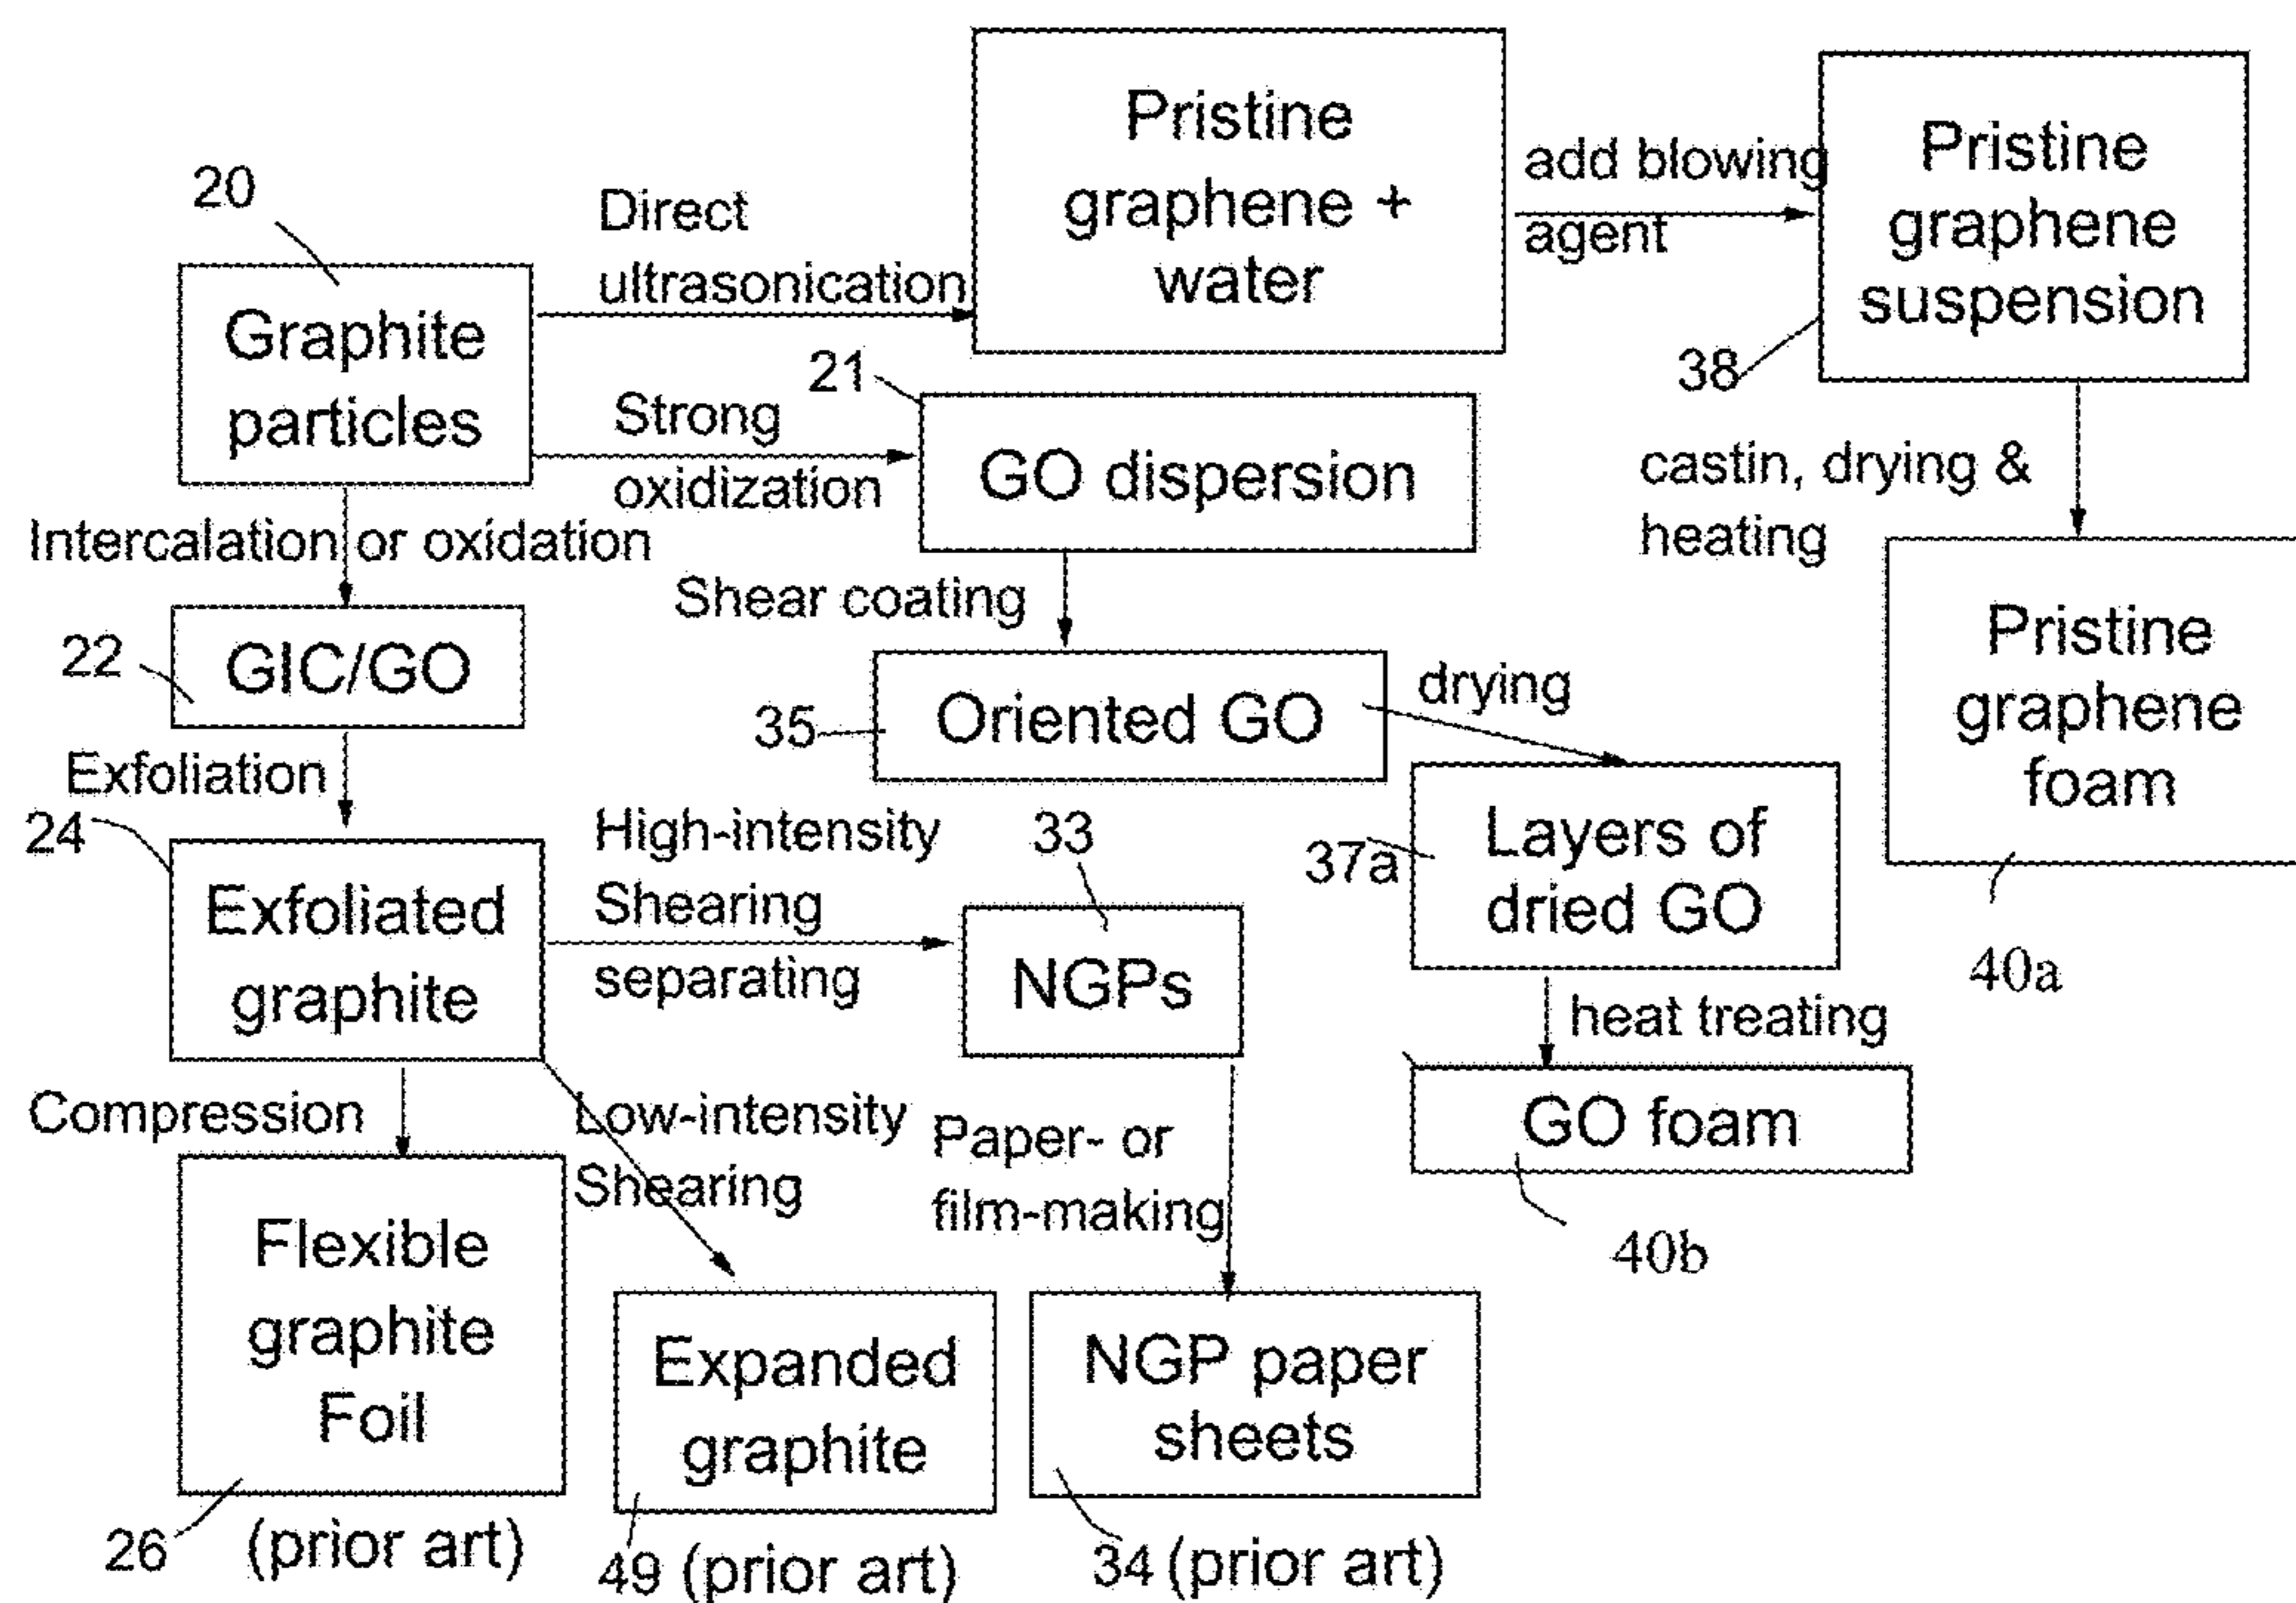 20
Graphite
particles
Direct
ultrasonication
Pristine
graphene +
water
add blowing
agent
Pristine
graphene
suspension
38
Strong
oxidization
21
GO dispersion
castin, drying &
heating
Intercalation or oxidation
Shear coating
22
GIC/GO
35
Oriented GO
drying
Pristine
graphene
foam
40a
Exfoliation
24
Exfoliated
graphite
High-intensity
Shearing
separating
33
NGPs
37a
Layers of
dried GO
heat treating
GO foam
40b
Compression
Low-intensity
Shearing
Paper- or
film-making
Flexible
graphite
Foil
Expanded
graphite
NGP paper
sheets
26 (prior art)
49 (prior art)
34 (prior art)